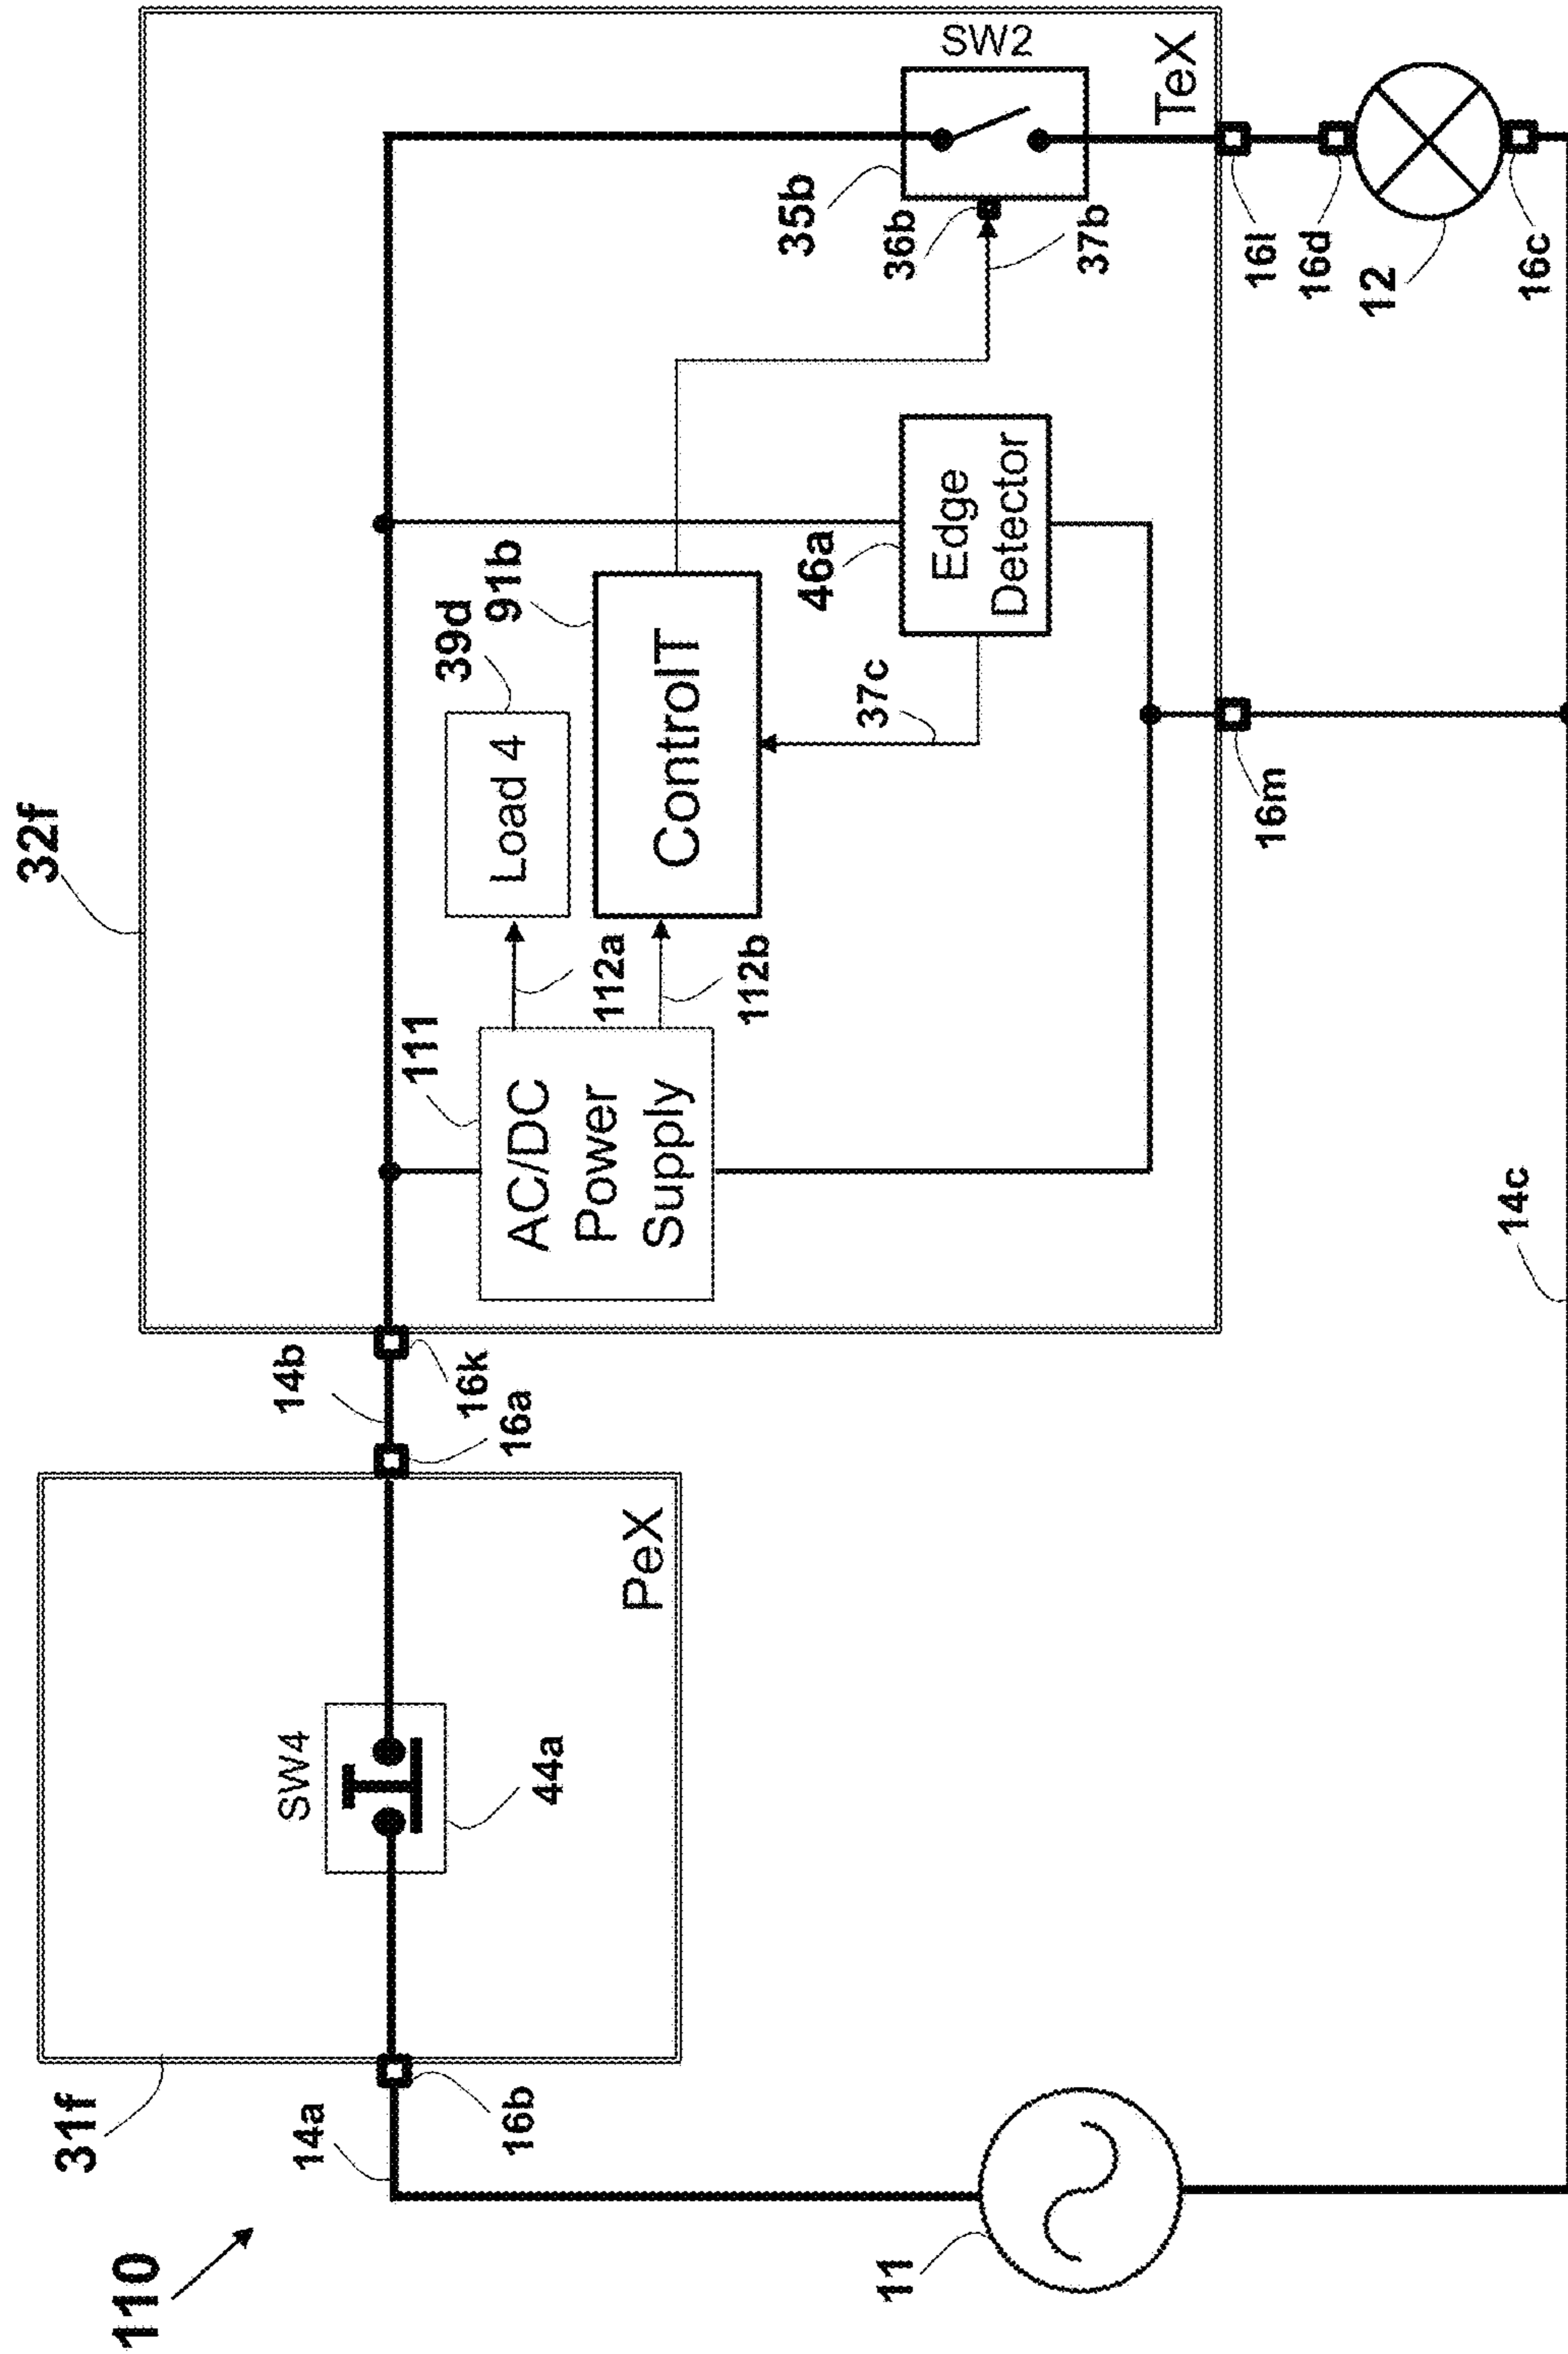 110
31f
14a
16b
11
SW4
44a
PeX
14b
16k
16a
32f
111
AC/DC
Power
Supply
112a
112b
39d
Load 4
91b
ControlT
37c
46a
Edge
Detector
35b
36b
37b
SW2
TeX
16l
16d
12
16c
16m
14c